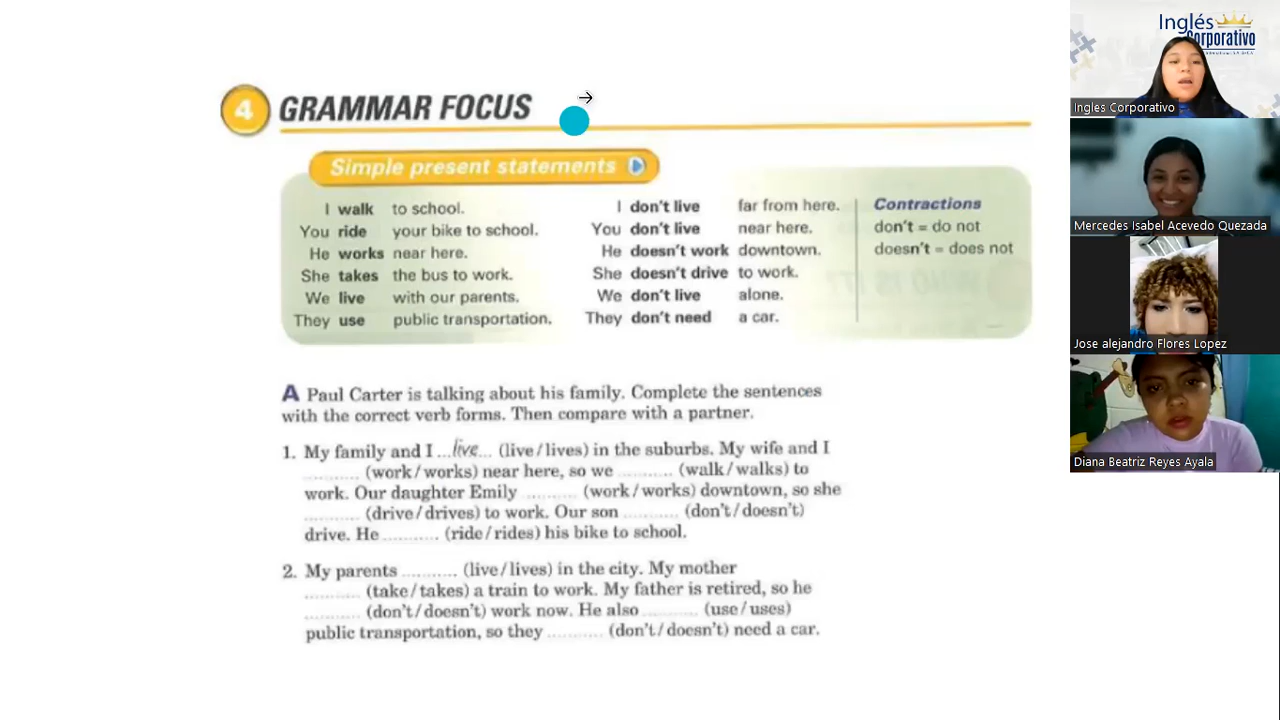 4 GRAMMAR FOCUS
Simple present statements
I walk to school.
You ride your bike to school.
He works near here.
She takes the bus to work.
We live with our parents.
They use public transportation.
I don't live far from here.
You don't live near here.
He doesn't work downtown.
She doesn't drive to work.
We don't live alone.
They don't need a car.
Contractions
don't = do not
doesn't = does not
A Paul Carter is talking about his family. Complete the sentences
with the correct verb forms. Then compare with a partner.
1. My family and I ...live... (live/lives) in the suburbs. My wife and I
.......... (work/works) near here, so we .......... (walk/walks) to
work. Our daughter Emily .......... (work/works) downtown, so she
.......... (drive/drives) to work. Our son .......... (don't/doesn't)
drive. He .......... (ride/rides) his bike to school.
2. My parents .......... (live/lives) in the city. My mother
.......... (take/takes) a train to work. My father is retired, so he
.......... (don't/doesn't) work now. He also .......... (use/uses)
public transportation, so they .......... (don't/doesn't) need a car.
Inglés
Corporativo
Ingles Corporativo
Mercedes Isabel Acevedo Quezada
Jose alejandro Flores Lopez
Diana Beatriz Reyes Ayala